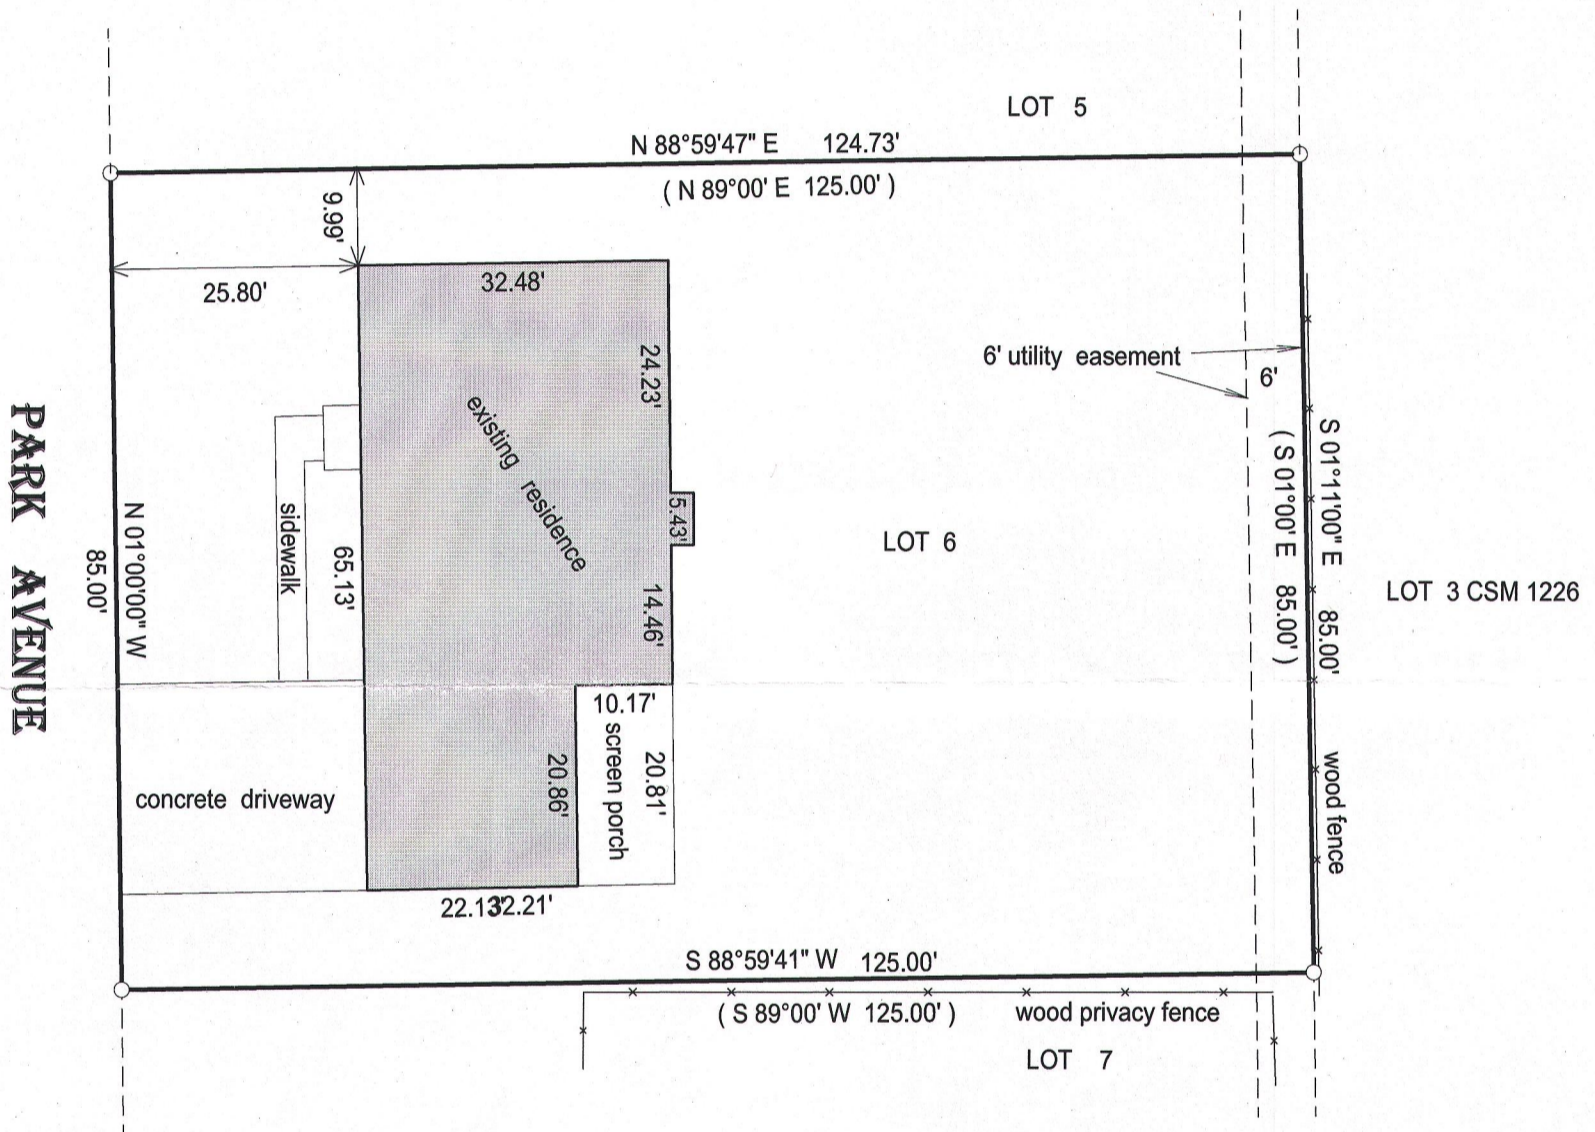 LOT 5
N 88°59'47" E 124.73'
( N 89°00' E 125.00' )
9.99'
25.80'
32.48'
24.23'
6' utility easement
6'
existing residence
S 01°11'00" E 85.00'
( S 01°00' E 85.00' )
PARK AVENUE
N 01°00'00" W
85.00'
sidewalk
65.13'
5.43'
14.46'
LOT 6
LOT 3 CSM 1226
10.17'
screen porch
20.81'
20.86'
concrete driveway
wood fence
22.13'
32.21'
S 88°59'41" W 125.00'
( S 89°00' W 125.00' )
wood privacy fence
LOT 7